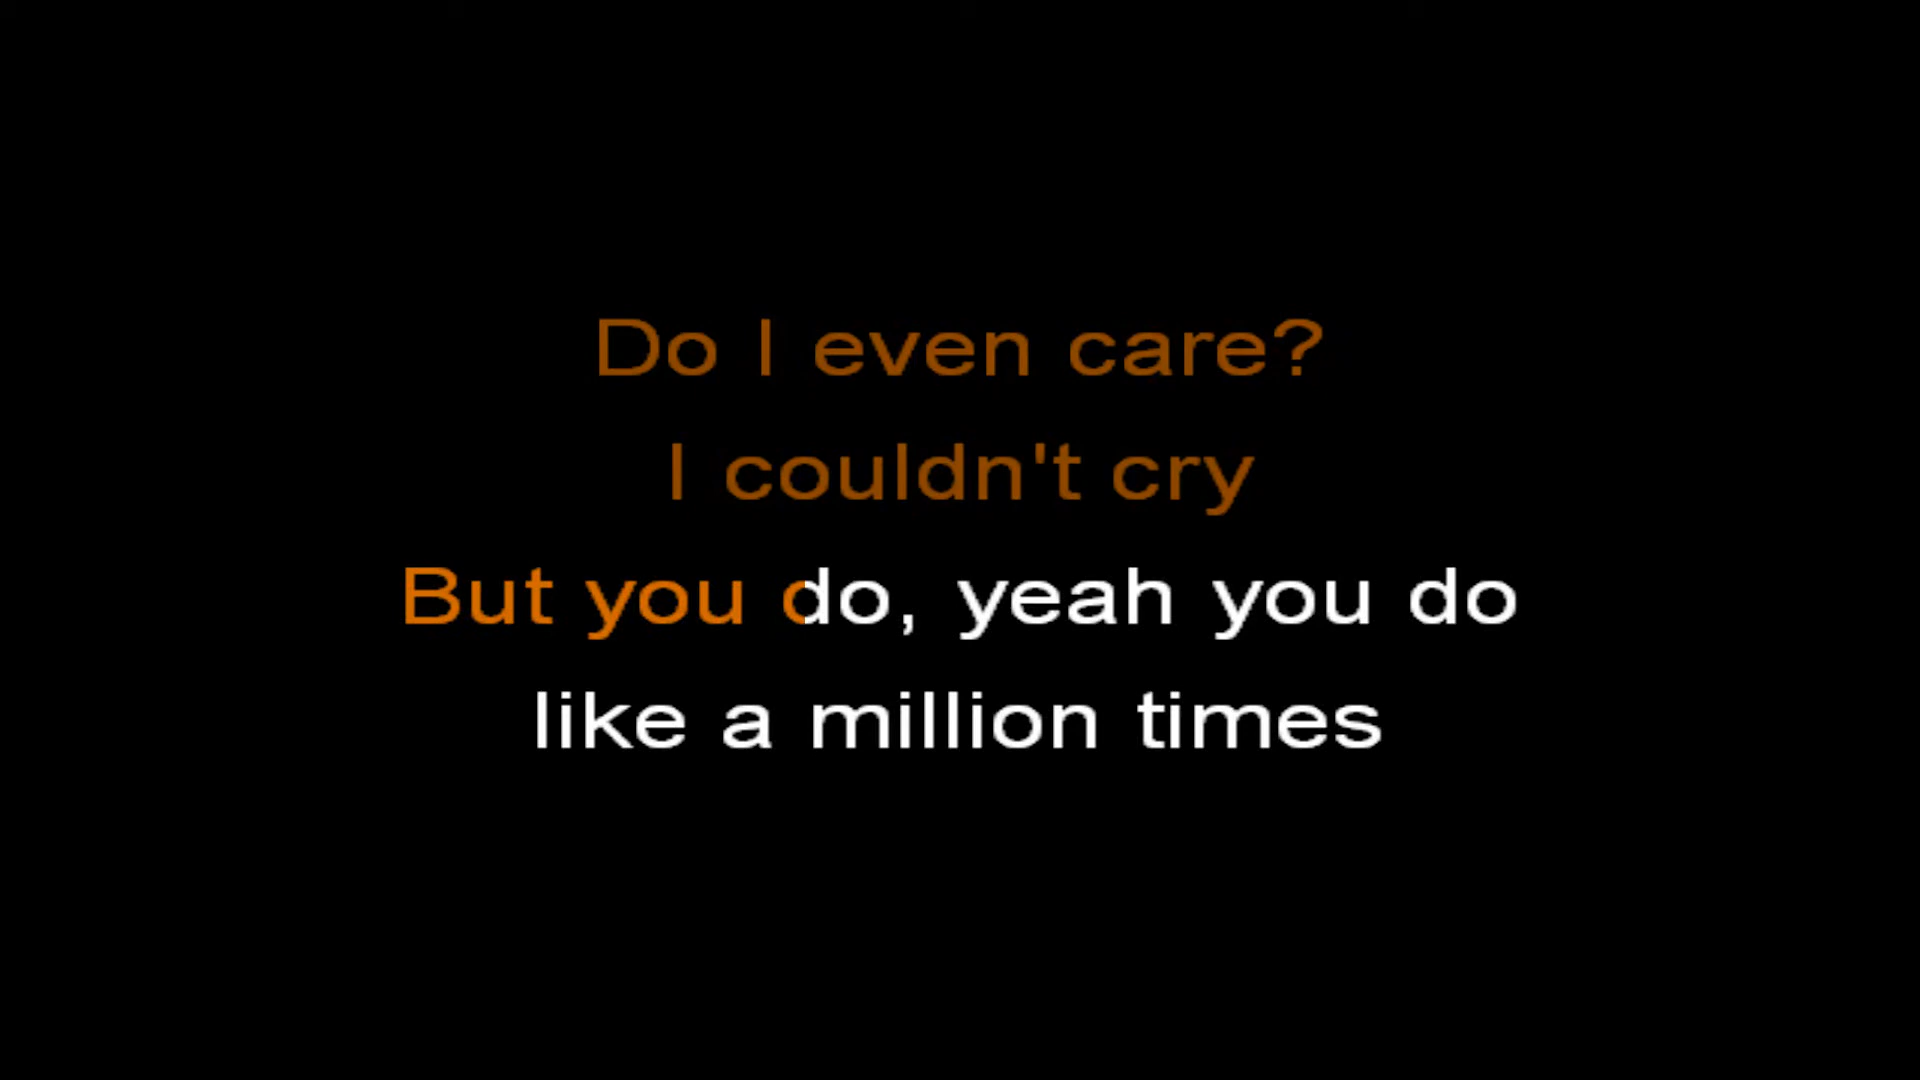 Do I even care?
I couldn't cry
But you do, yeah you do
like a million times